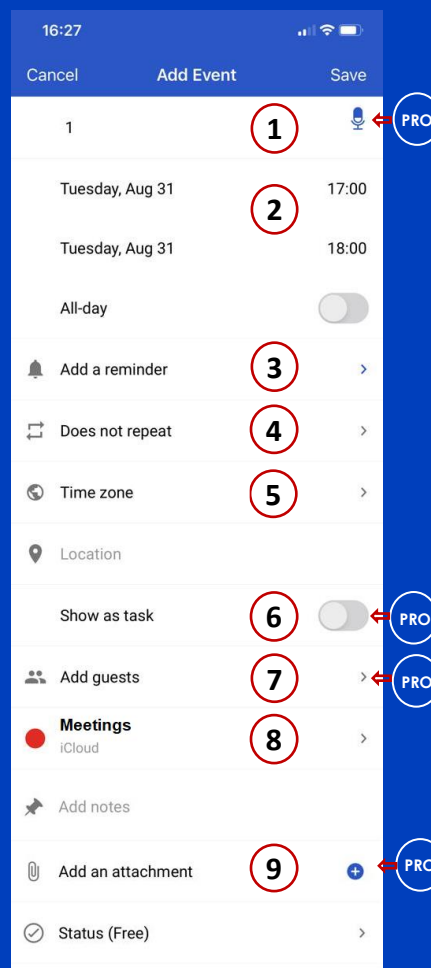 16:27
Cancel Add Event Save
1 1 PRO
Tuesday, Aug 31 17:00
2
Tuesday, Aug 31 18:00
All-day
Add a reminder 3
Does not repeat 4
Time zone 5
Location
Show as task 6 PRO
Add guests 7 PRO
Meetings
iCloud 8
Add notes
Add an attachment 9 PRO
Status (Free)